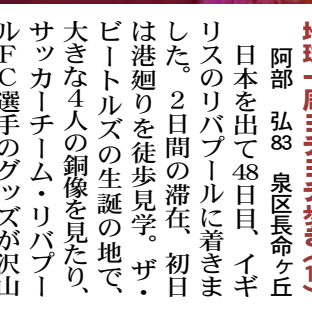 阿部 弘 83 泉区長命ヶ丘
日本を出て48日目、イギ
リスのリバプールに着きま
した。2日間の滞在、初日
は港廻りを徒歩見学。ザ・
ビートルズの生誕の地で、
大きな4人の銅像を見たり、
サッカーチーム・リバプー
ルFC選手のグッズが沢山